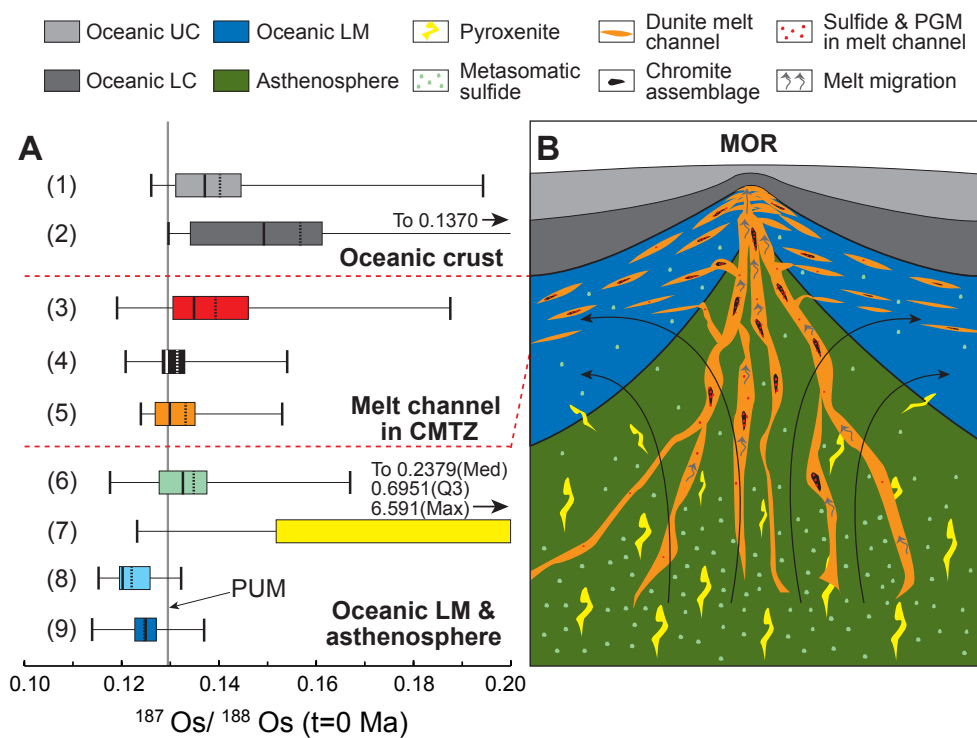 Oceanic UC
Oceanic LM
Pyroxenite
Dunite melt
channel
Sulfide & PGM
in melt channel
Oceanic LC
Asthenosphere
Metasomatic
sulfide
Chromite
assemblage
Melt migration
A
(1)
(2)
To 0.1370
Oceanic crust
(3)
(4)
(5)
Melt channel
in CMTZ
(6)
To 0.2379(Med)
0.6951(Q3)
6.591(Max)
(7)
(8)
PUM
(9)
Oceanic LM &
asthenosphere
0.10
0.12
0.14
0.16
0.18
0.20
187 Os/ 188 Os (t=0 Ma)
B
MOR